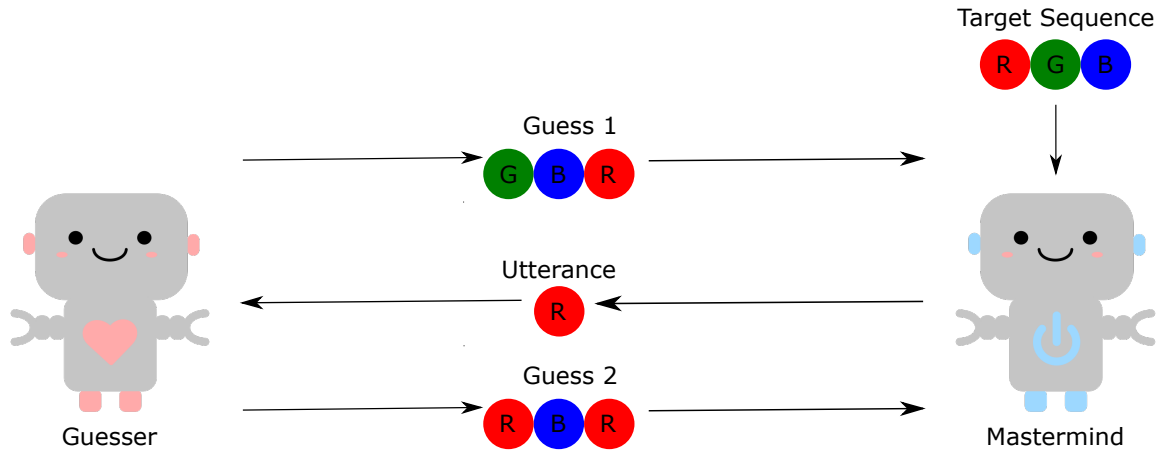 Target Sequence
R G B
Guess 1
G B R
Utterance
R
Guess 2
R B R
Guesser
Mastermind